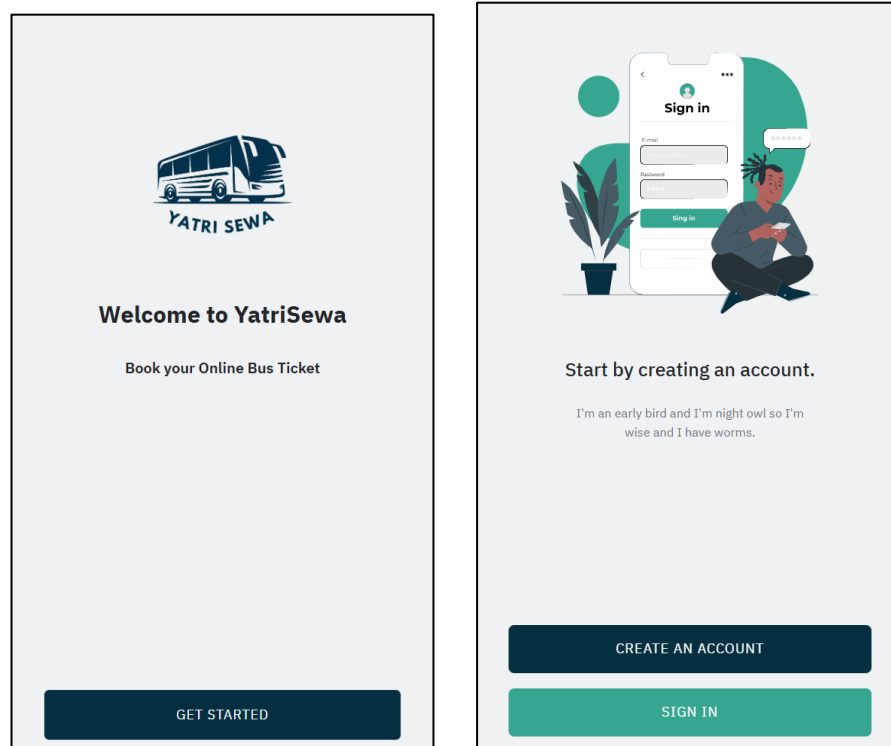 YATRI SEWA
Welcome to YatriSewa
Book your Online Bus Ticket
GET STARTED
Sign in
E-mail
Password
Sing in
Start by creating an account.
I'm an early bird and I'm night owl so I'm
wise and I have worms.
CREATE AN ACCOUNT
SIGN IN